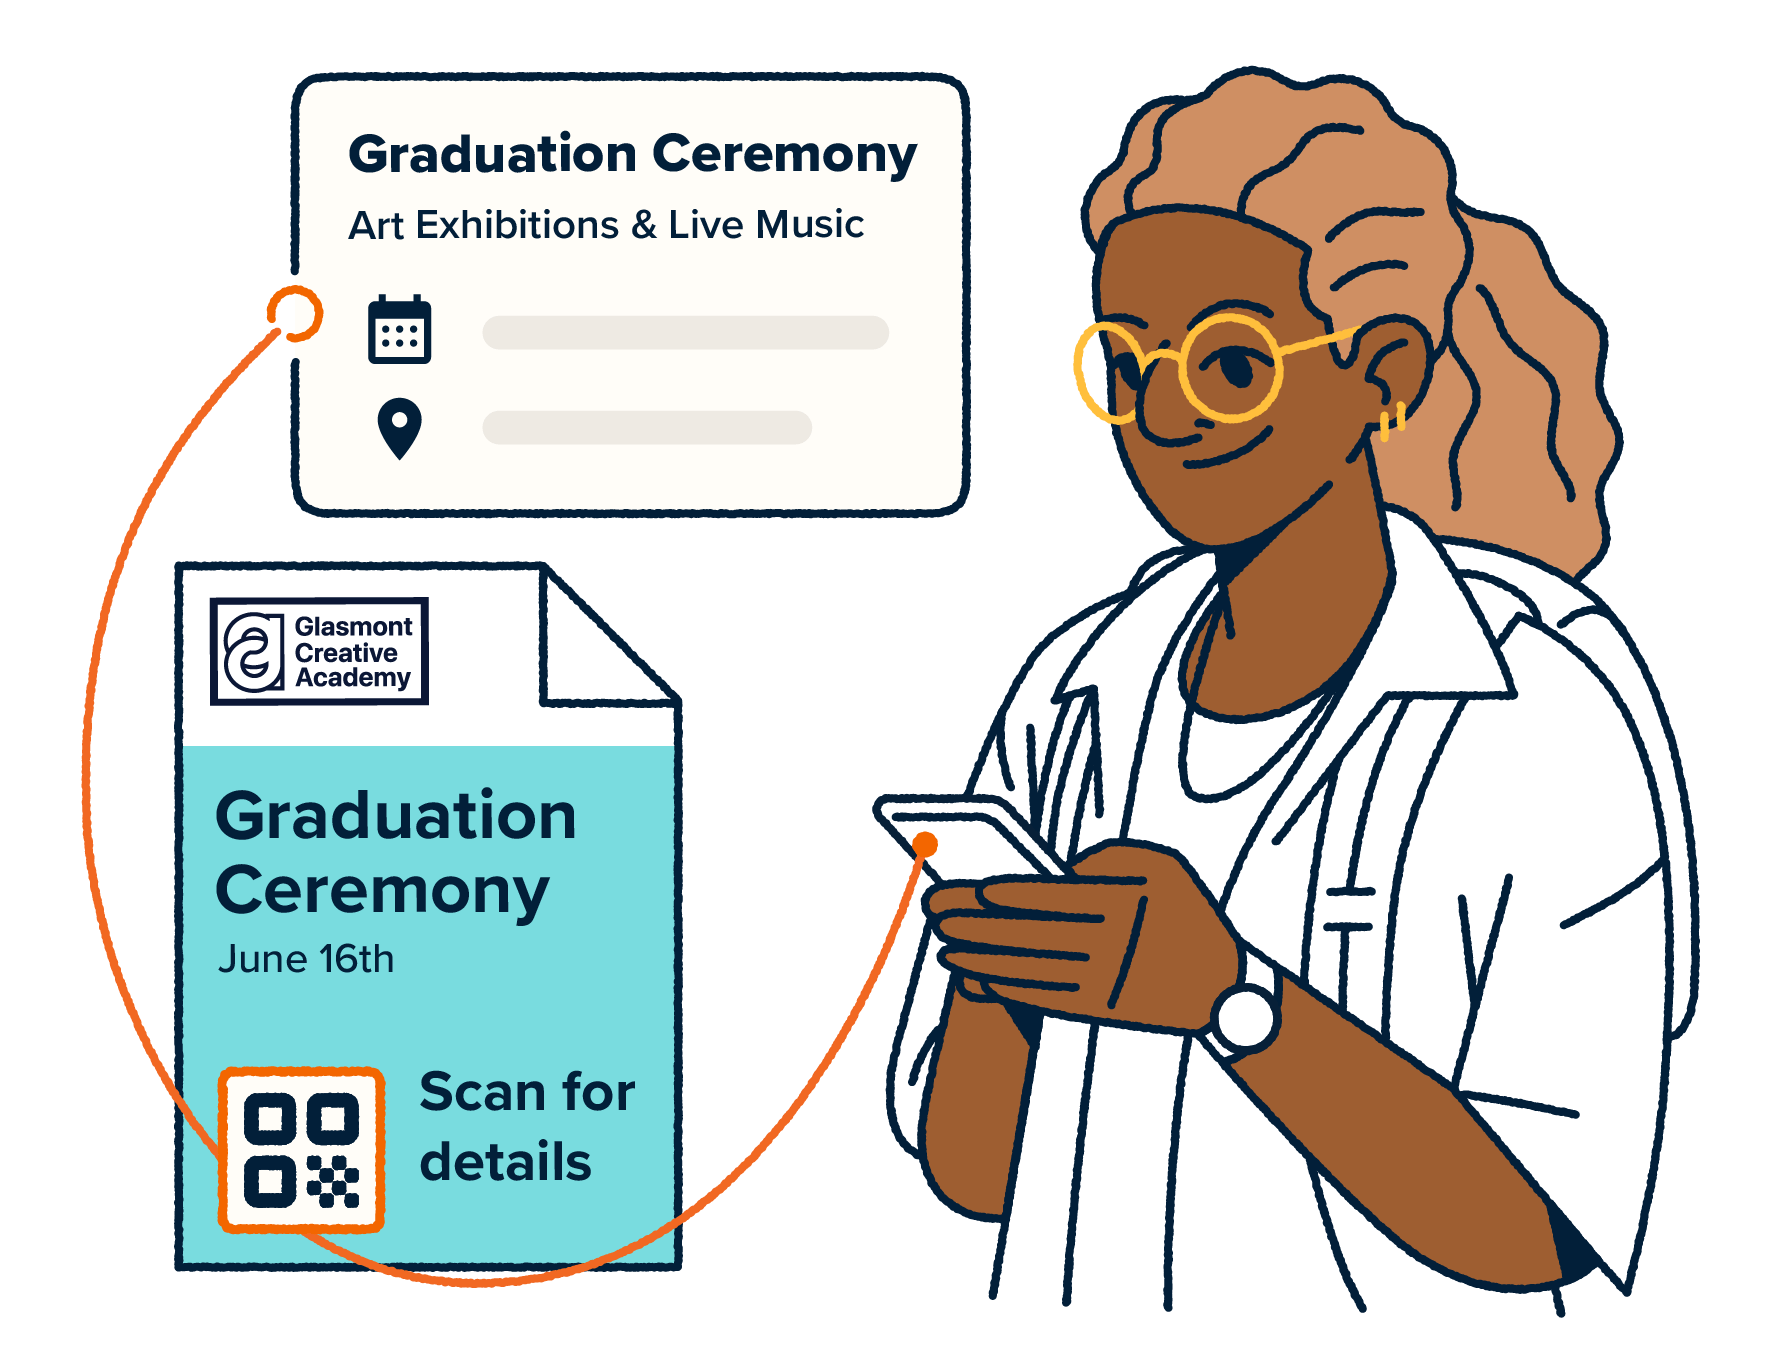 Graduation Ceremony
Art Exhibitions & Live Music
Glasmont
Creative
Academy
Graduation
Ceremony
June 16th
Scan for
details